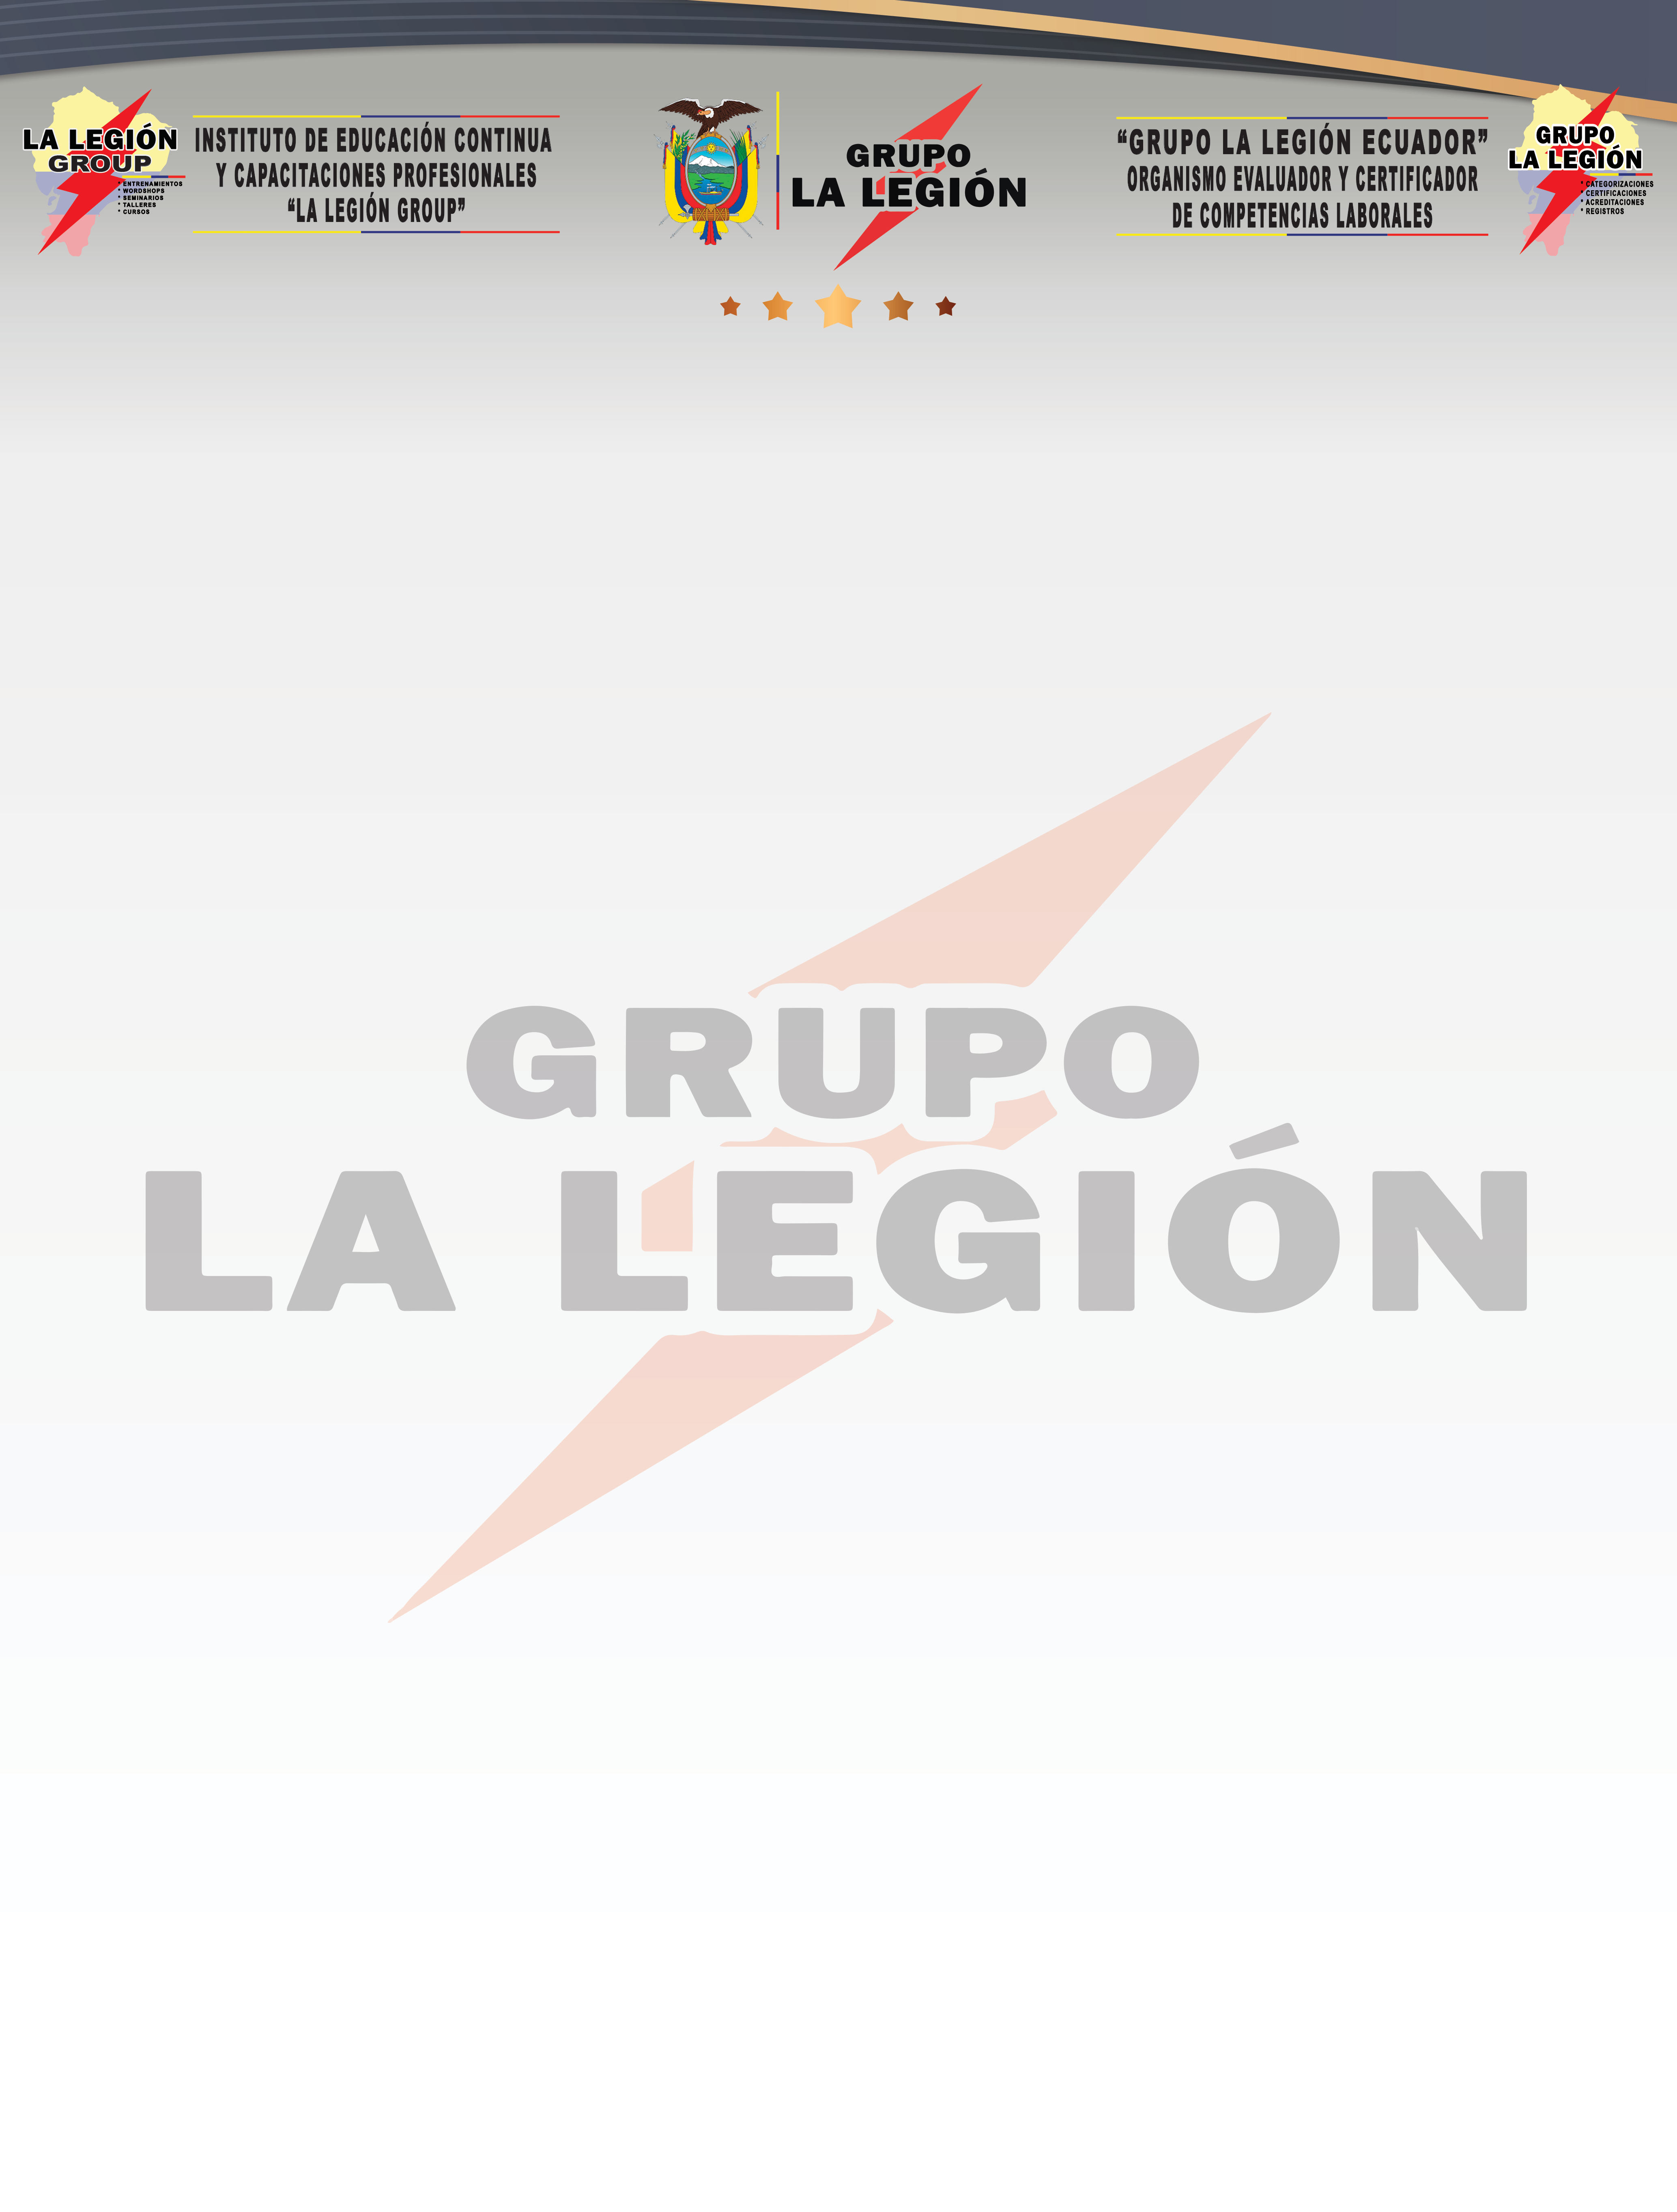 LA LEGIÓN
GROUP
* ENTRENAMIENTOS
* WORDSHOPS
* SEMINARIOS
* TALLERES
* CURSOS
INSTITUTO DE EDUCACIÓN CONTINUA
Y CAPACITACIONES PROFESIONALES
“LA LEGIÓN GROUP”
GRUPO
LA LEGIÓN
“GRUPO LA LEGIÓN ECUADOR”
ORGANISMO EVALUADOR Y CERTIFICADOR
DE COMPETENCIAS LABORALES
GRUPO
LA LEGIÓN
* CATEGORIZACIONES
* CERTIFICACIONES
* ACREDITACIONES
* REGISTROS
GRUPO
LA LEGIÓN